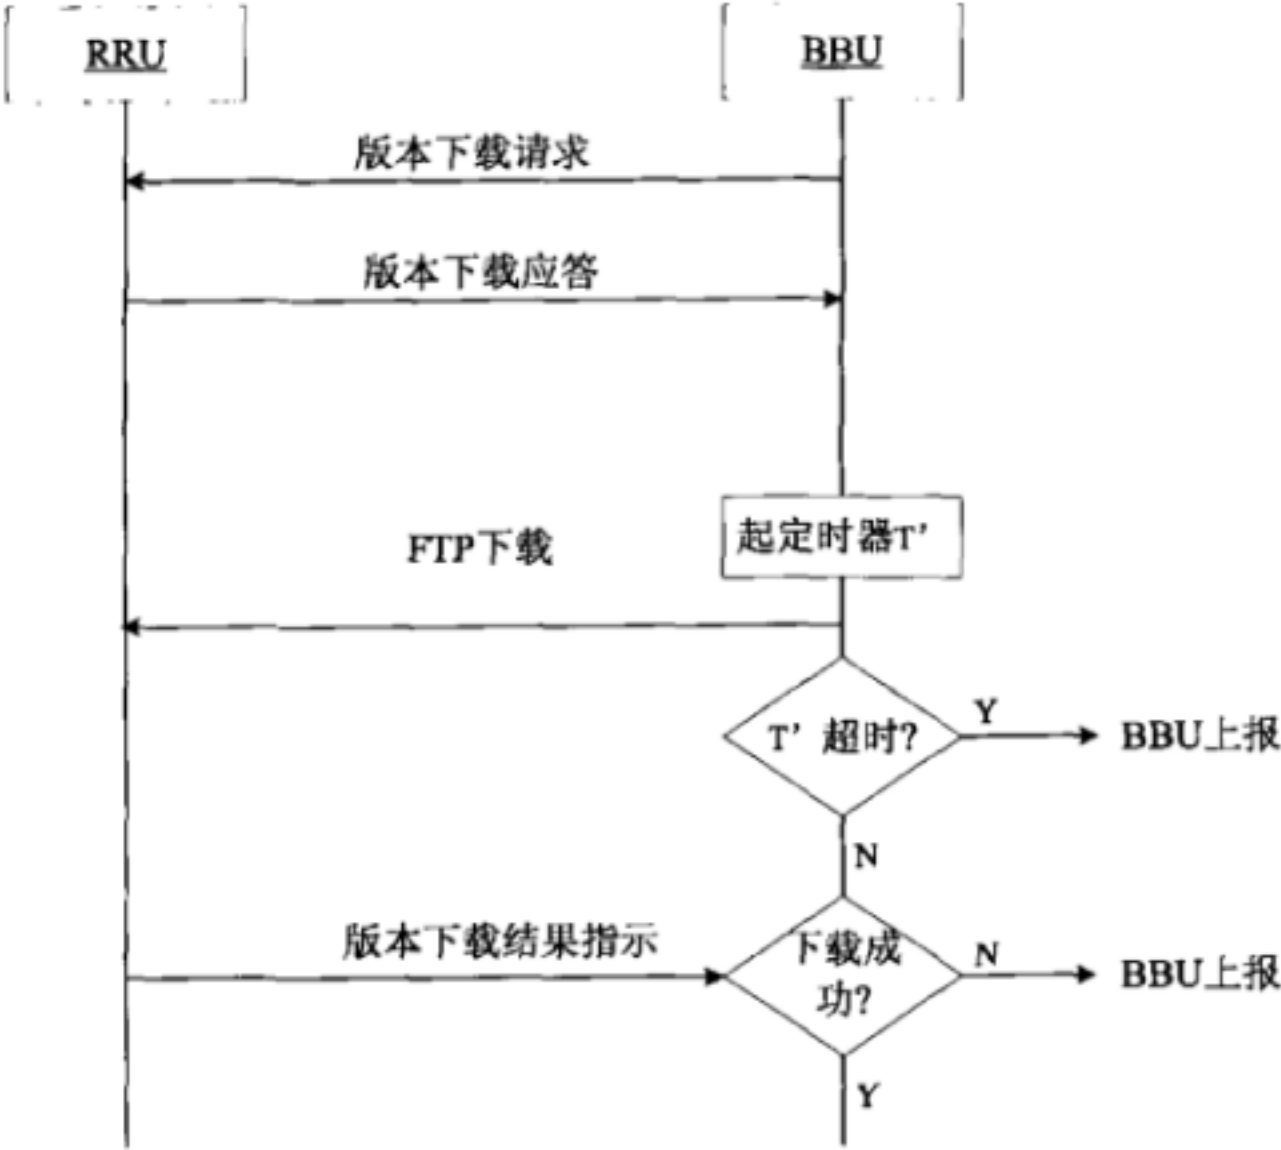 RRU
BBU
版本下载请求
版本下载应答
起定时器T’
FTP下载
T’ 超时?
Y
BBU上报
N
版本下载结果指示
下载成
功?
N
BBU上报
Y